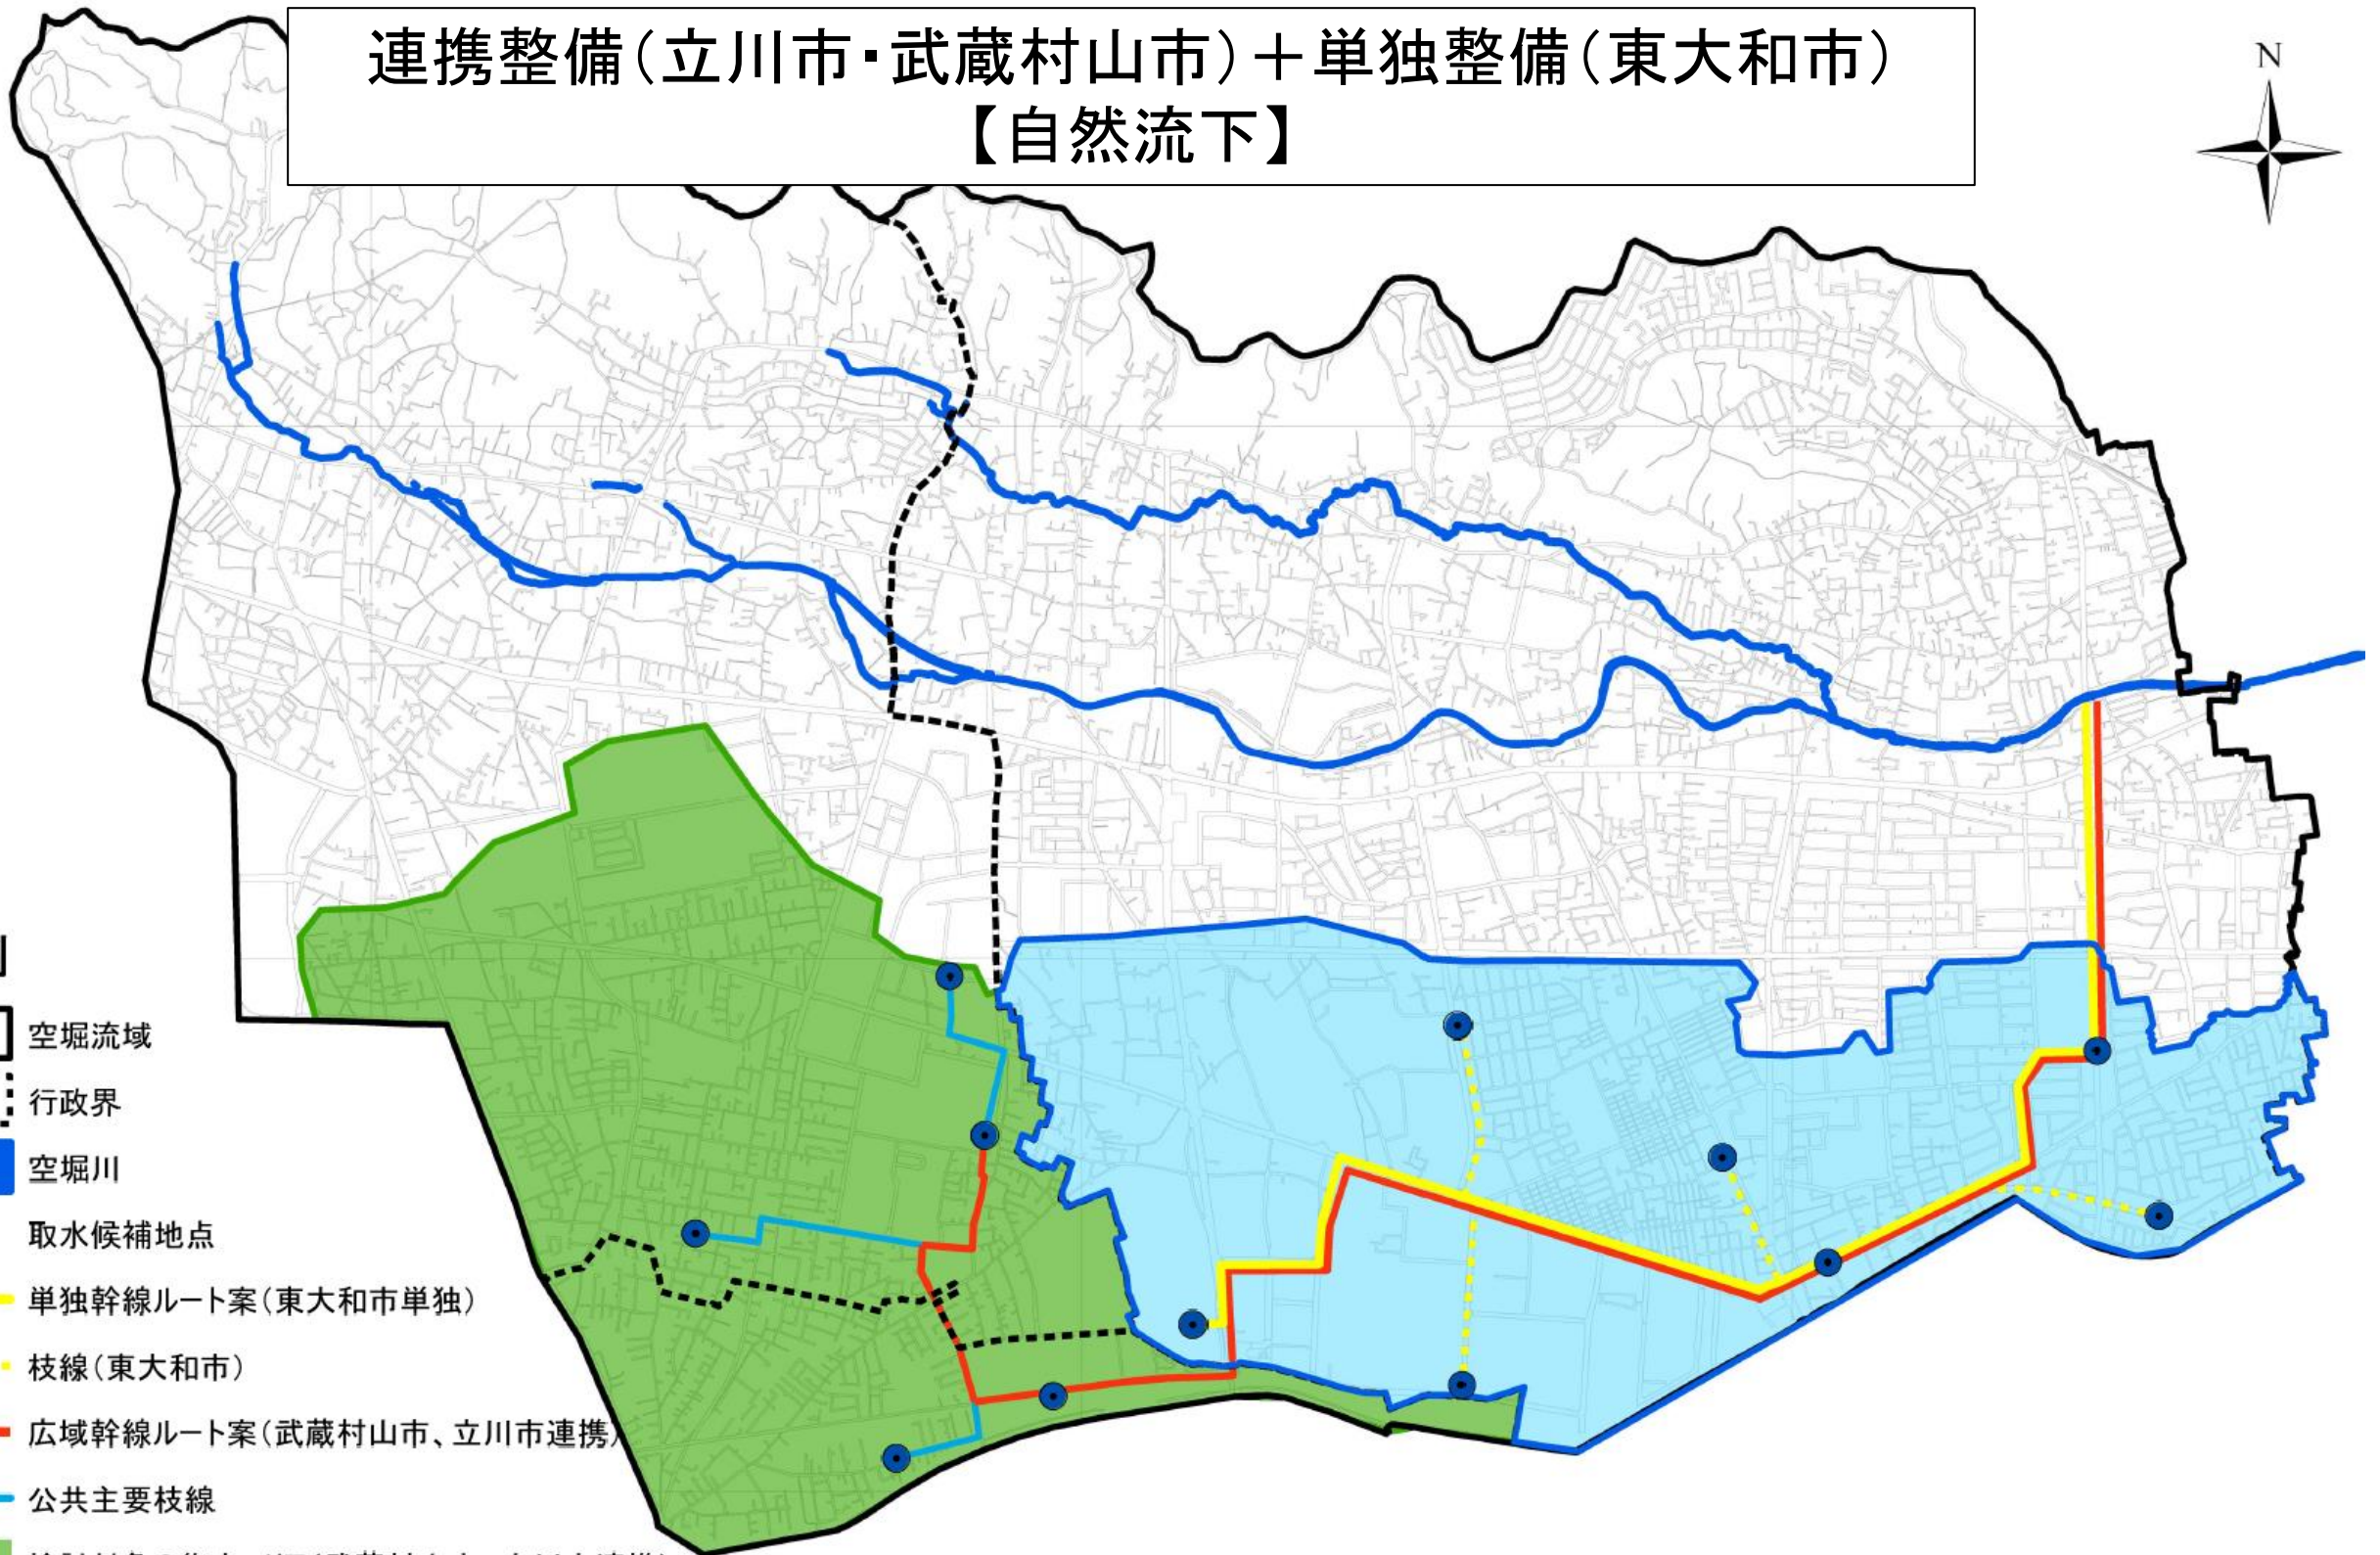 連携整備(立川市・武蔵村山市)＋単独整備(東大和市)
【自然流下】
N
空堀流域
行政界
空堀川
取水候補地点
単独幹線ルート案(東大和市単独)
枝線(東大和市)
広域幹線ルート案(武蔵村山市、立川市連携)
公共主要枝線